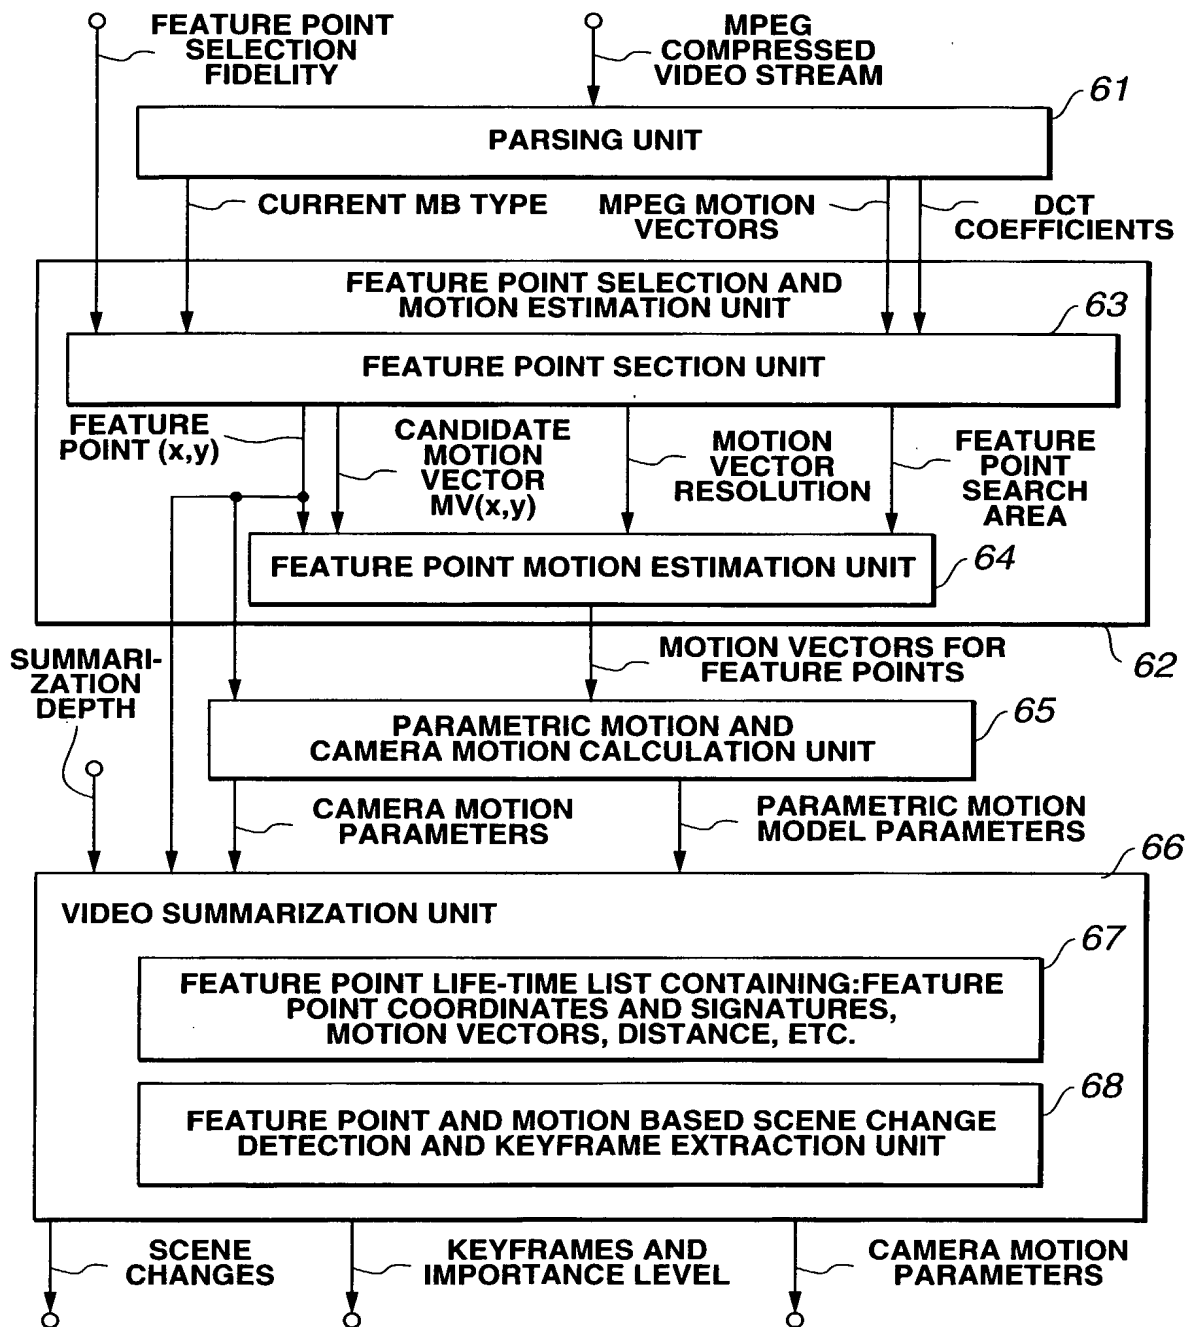 FEATURE POINT
SELECTION
FIDELITY
MPEG
COMPRESSED
VIDEO STREAM
61
PARSING UNIT
CURRENT MB TYPE
MPEG MOTION
VECTORS
DCT
COEFFICIENTS
FEATURE POINT SELECTION AND
MOTION ESTIMATION UNIT
63
FEATURE POINT SECTION UNIT
FEATURE
POINT (x,y)
CANDIDATE
MOTION
VECTOR
MV(x,y)
MOTION
VECTOR
RESOLUTION
FEATURE
POINT
SEARCH
AREA
FEATURE POINT MOTION ESTIMATION UNIT
64
62
SUMMARI-
ZATION
DEPTH
MOTION VECTORS FOR
FEATURE POINTS
65
PARAMETRIC MOTION AND
CAMERA MOTION CALCULATION UNIT
CAMERA MOTION
PARAMETERS
PARAMETRIC MOTION
MODEL PARAMETERS
66
VIDEO SUMMARIZATION UNIT
67
FEATURE POINT LIFE-TIME LIST CONTAINING:FEATURE
POINT COORDINATES AND SIGNATURES,
MOTION VECTORS, DISTANCE, ETC.
68
FEATURE POINT AND MOTION BASED SCENE CHANGE
DETECTION AND KEYFRAME EXTRACTION UNIT
SCENE
CHANGES
KEYFRAMES AND
IMPORTANCE LEVEL
CAMERA MOTION
PARAMETERS